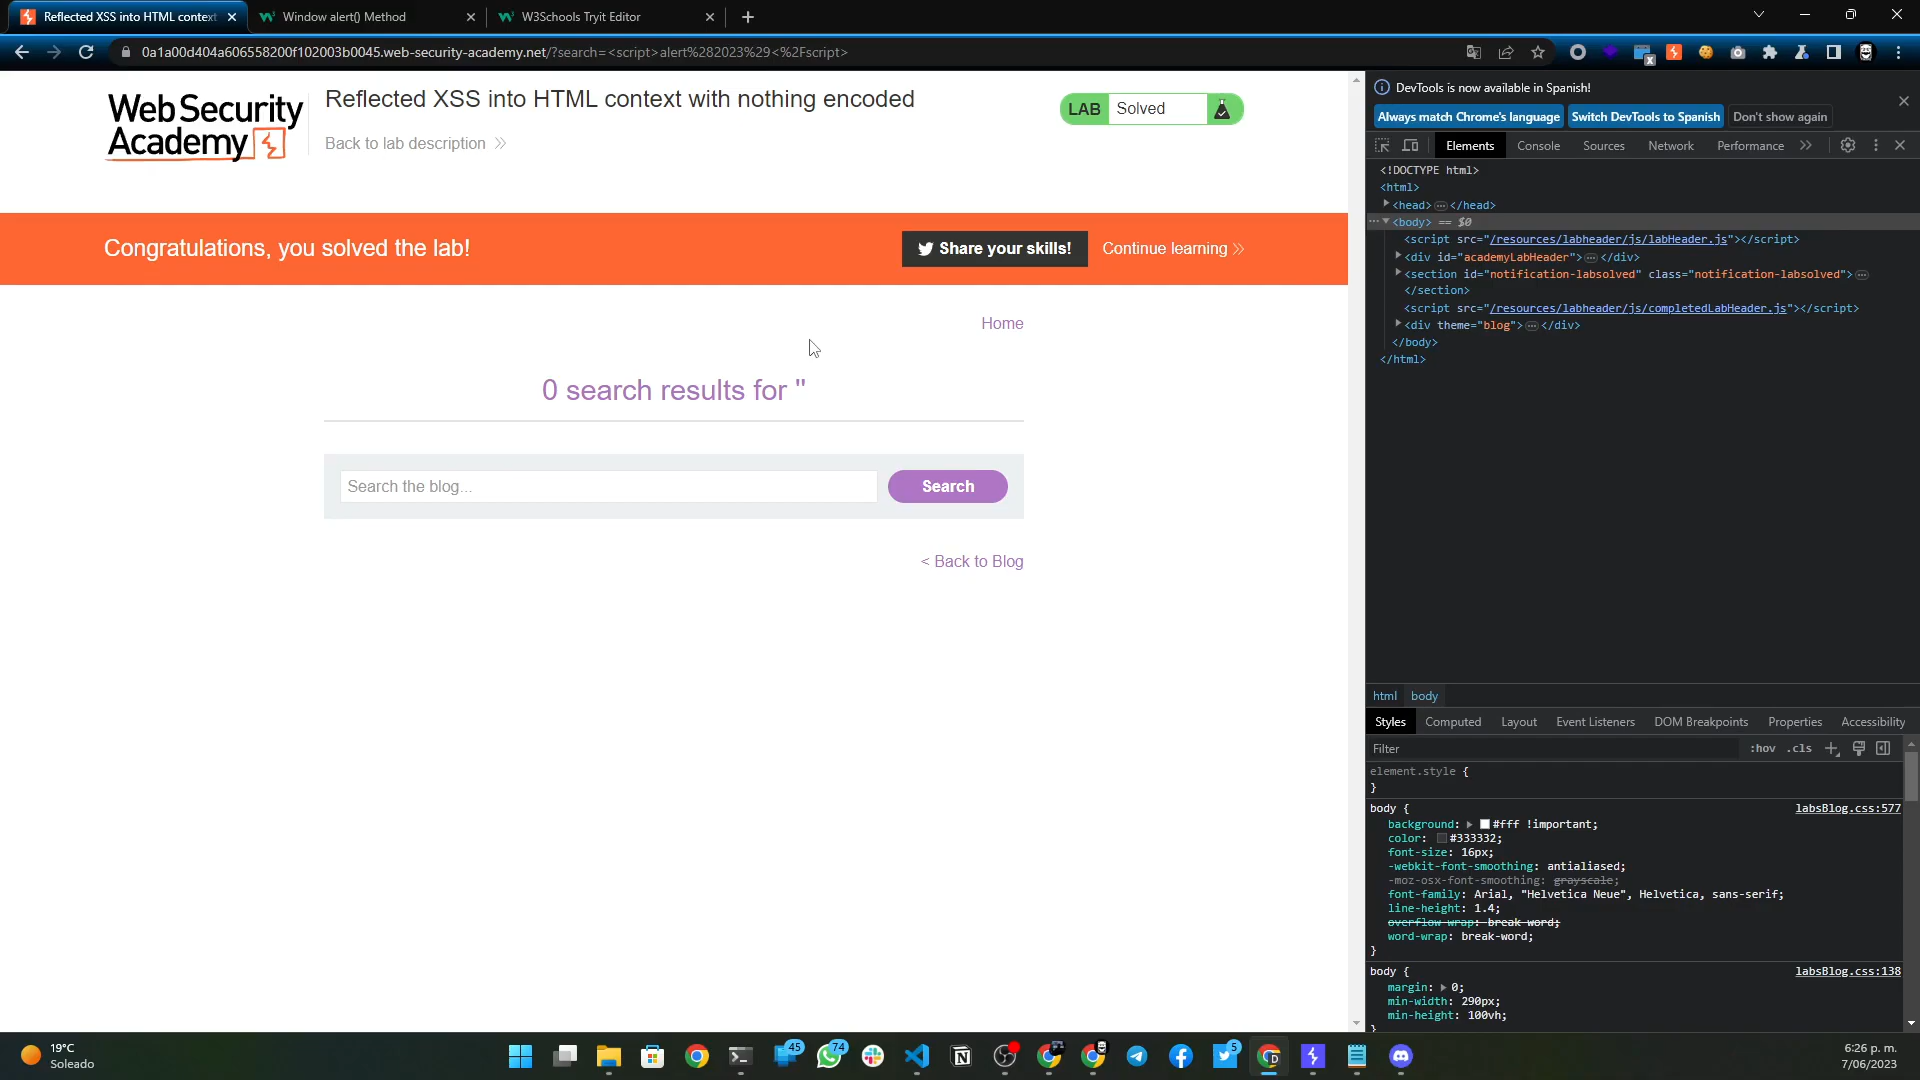 Reflected XSS into HTML context
Window alert() Method
W3Schools Tryit Editor
0a1a00d404a606558200f102003b0045.web-security-academy.net/?search=<script>alert%282023%29<%2Fscript>
Web Security
Academy
Reflected XSS into HTML context with nothing encoded
Back to lab description
LAB Solved
Congratulations, you solved the lab!
Share your skills!
Continue learning
Home
0 search results for ''
Search the blog...
Search
< Back to Blog
DevTools is now available in Spanish!
Always match Chrome's language
Switch DevTools to Spanish
Don't show again
Elements Console Sources Network Performance
<!DOCTYPE html>
<html>
<head>…</head>
<body> == $0
<script src="/resources/labheader/js/labHeader.js"></script>
<div id="academyLabHeader">…</div>
<section id="notification-labsolved" class="notification-labsolved">…
</section>
<script src="/resources/labheader/js/completedLabHeader.js"></script>
<div theme="blog">…</div>
</body>
</html>
html body
Styles Computed Layout Event Listeners DOM Breakpoints Properties Accessibility
Filter
:hov .cls
element.style {
}
body {
labsBlog.css:577
background: #fff !important;
color: #333332;
font-size: 16px;
-webkit-font-smoothing: antialiased;
-moz-osx-font-smoothing: grayscale;
font-family: Arial, "Helvetica Neue", Helvetica, sans-serif;
line-height: 1.4;
overflow-wrap: break-word;
word-wrap: break-word;
}
body {
labsBlog.css:138
margin: 0;
min-width: 290px;
min-height: 100vh;
}
19°C
Soleado
45
74
5
6:26 p. m.
7/06/2023